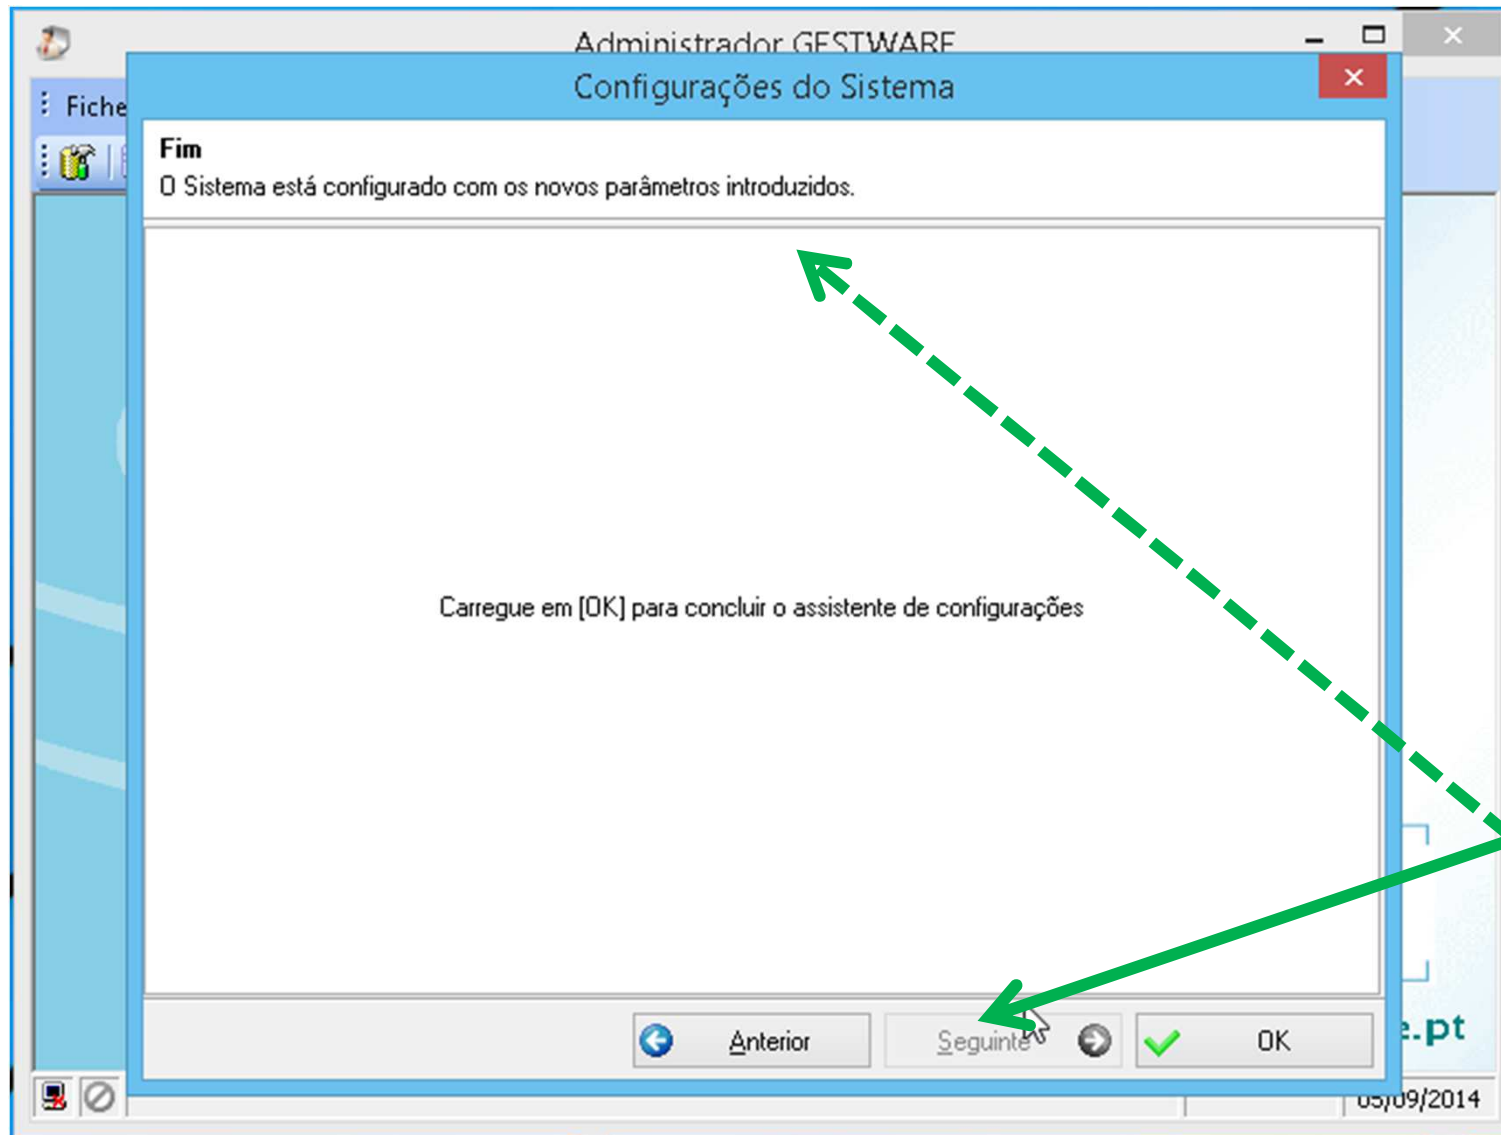 Administrador GESTWARE
Configurações do Sistema
Fiche
Fim
O Sistema está configurado com os novos parâmetros introduzidos.
Carregue em [OK] para concluir o assistente de configurações
Anterior
Seguinte
OK
e.pt
05/09/2014